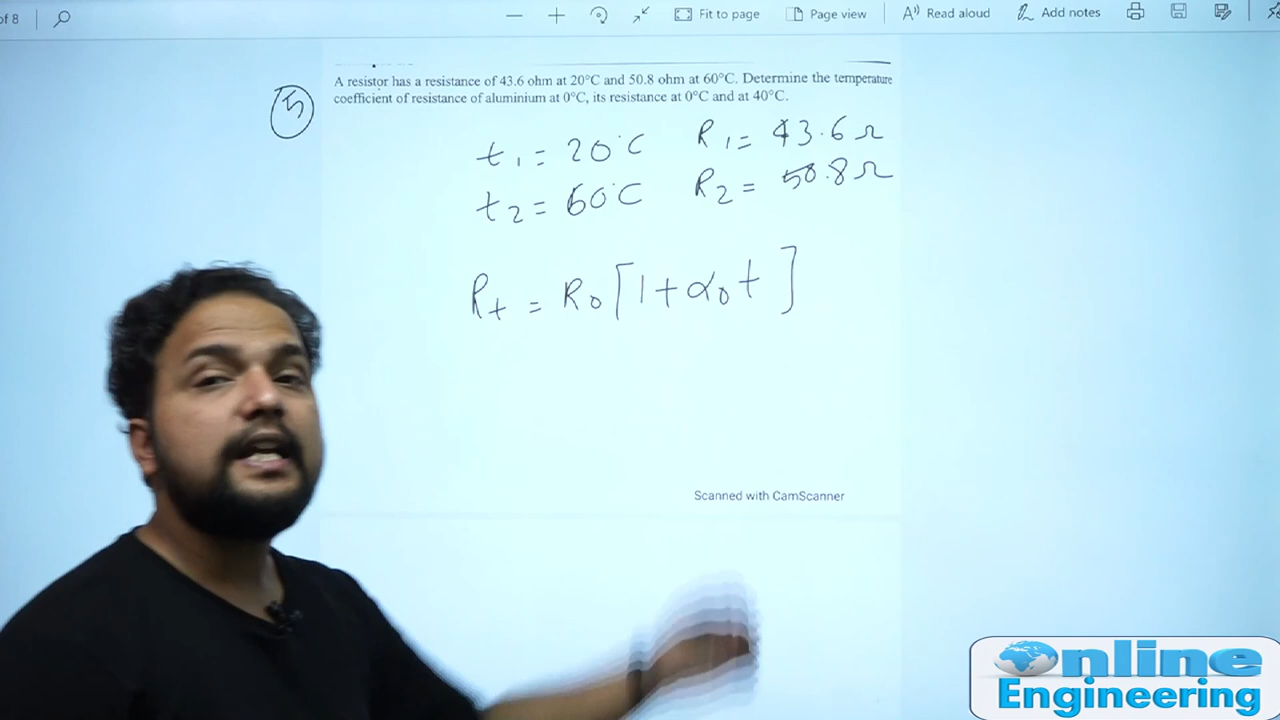 of 8
Fit to page
Page view
Read aloud
Add notes
A resistor has a resistance of 43.6 ohm at 20°C and 50.8 ohm at 60°C. Determine the temperature
coefficient of resistance of aluminium at 0°C, its resistance at 0°C and at 40°C.
5
t1 = 20°C R1 = 43.6 Ω
t2 = 60°C R2 = 50.8 Ω
Rt = R0 [1+α0 t]
Scanned with CamScanner
Online
Engineering